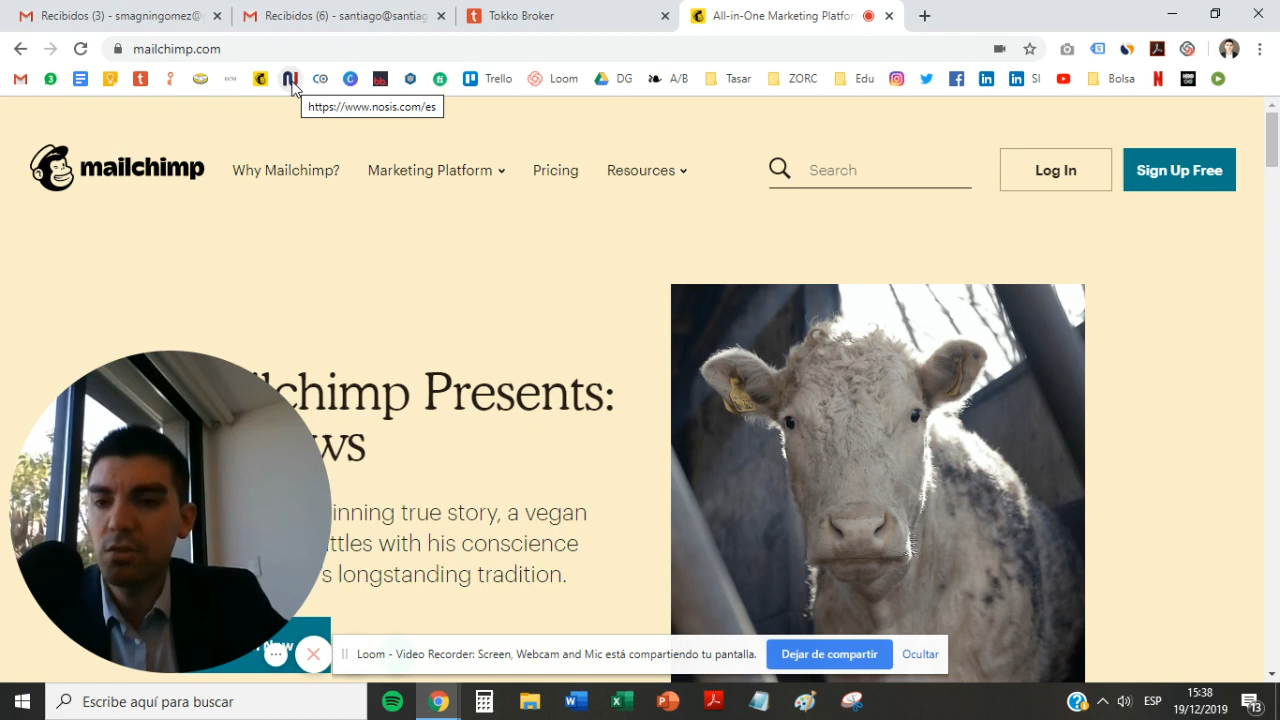 Recibidos (3) - smagningomez@
Recibidos (6) - santiago@santiag
Tokko Broker
All-in-One Marketing Platfor
mailchimp.com
Trello
Loom
DG
A/B
Tasar
ZORC
Edu
SI
Bolsa
https://www.nosis.com/es
mailchimp
Why Mailchimp?
Marketing Platform
Pricing
Resources
Search
Log In
Sign Up Free
ilchimp Presents:
ws
inning true story, a vegan
ttles with his conscience
s longstanding tradition.
Loom - Video Recorder: Screen, Webcam and Mic está compartiendo tu pantalla.
Dejar de compartir
Ocultar
Escribe aquí para buscar
ESP
15:38
19/12/2019
13